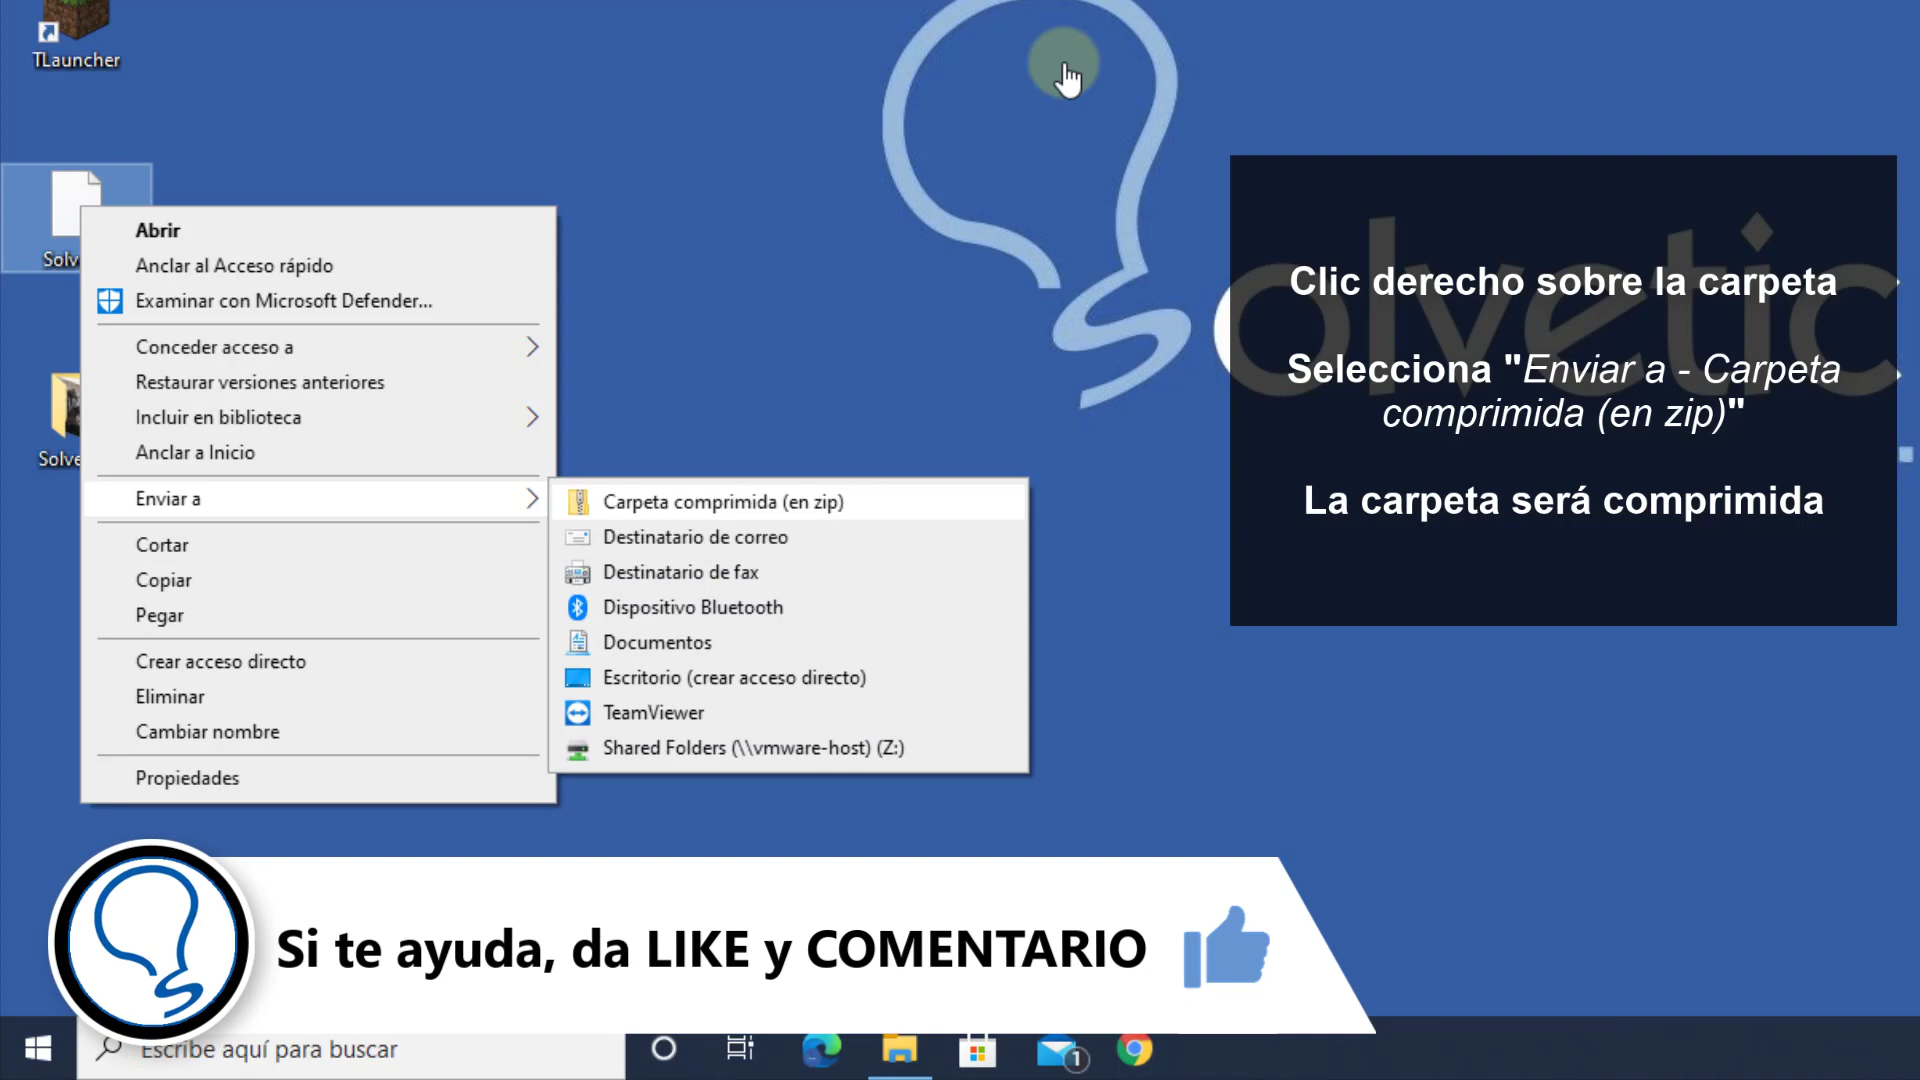 TLauncher
Solv
Abrir
Anclar al Acceso rápido
Examinar con Microsoft Defender...
Conceder acceso a
Restaurar versiones anteriores
Incluir en biblioteca
Anclar a Inicio
Solve
Enviar a
Cortar
Copiar
Pegar
Crear acceso directo
Eliminar
Cambiar nombre
Propiedades
Carpeta comprimida (en zip)
Destinatario de correo
Destinatario de fax
Dispositivo Bluetooth
Documentos
Escritorio (crear acceso directo)
TeamViewer
Shared Folders (\\vmware-host) (Z:)
olvetic
Clic derecho sobre la carpeta
Selecciona "Enviar a - Carpeta
comprimida (en zip)"
La carpeta será comprimida
Si te ayuda, da LIKE y COMENTARIO
Escribe aquí para buscar
1